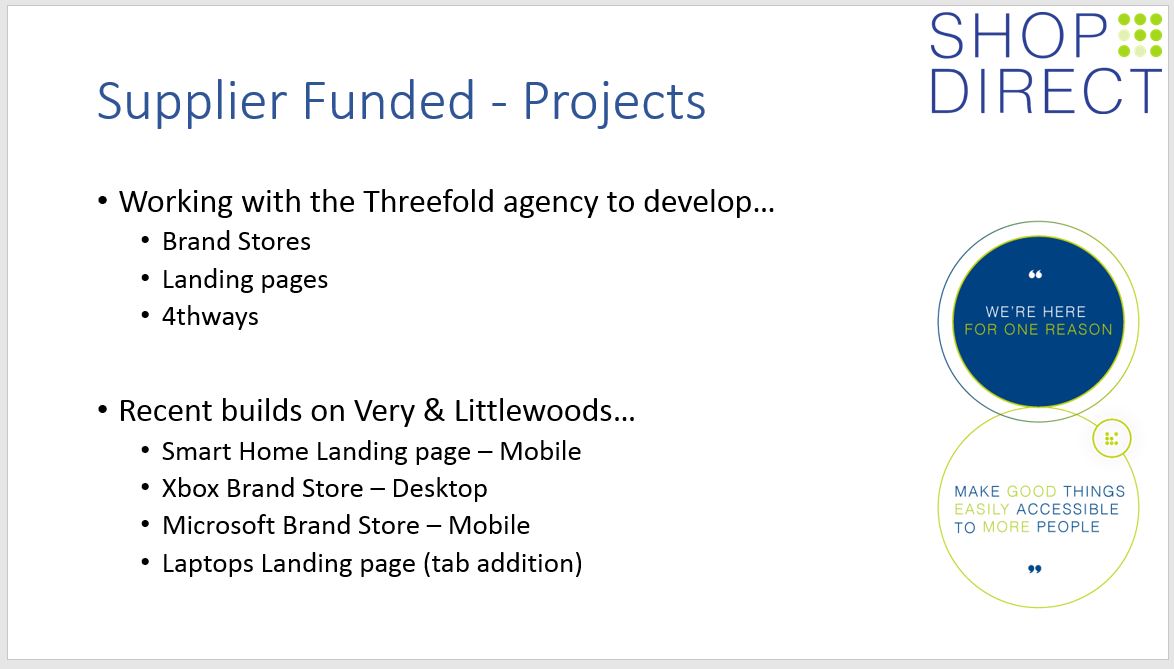 SHOP
DIRECT
Supplier Funded - Projects
• Working with the Threefold agency to develop…
• Brand Stores
• Landing pages
• 4thways
• Recent builds on Very & Littlewoods…
• Smart Home Landing page – Mobile
• Xbox Brand Store – Desktop
• Microsoft Brand Store – Mobile
• Laptops Landing page (tab addition)
“
WE'RE HERE
FOR ONE REASON
MAKE GOOD THINGS
EASILY ACCESSIBLE
TO MORE PEOPLE
”